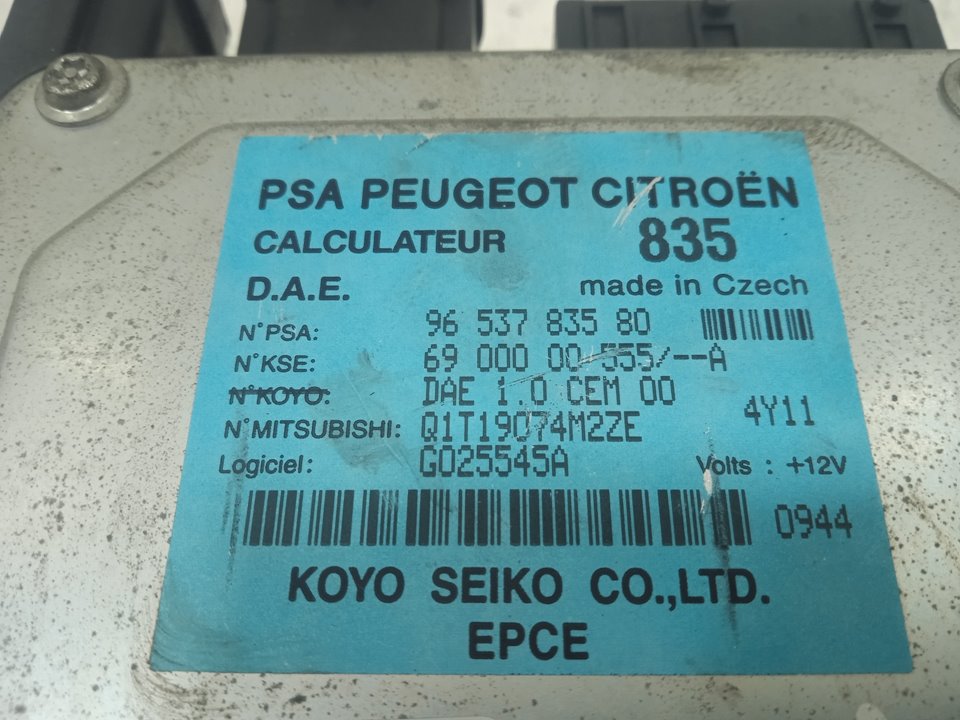 PSA PEUGEOT CITROËN
CALCULATEUR 835
D.A.E. made in Czech
N°PSA: 96 537 835 80
N°KSE: 69 000 00 555/--A
N°KOYO: DAE 1.0 CEM 00
N°MITSUBISHI: Q1T19074M2ZE 4Y11
Logiciel: G025545A Volts : +12V
0944
KOYO SEIKO CO.,LTD.
EPCE